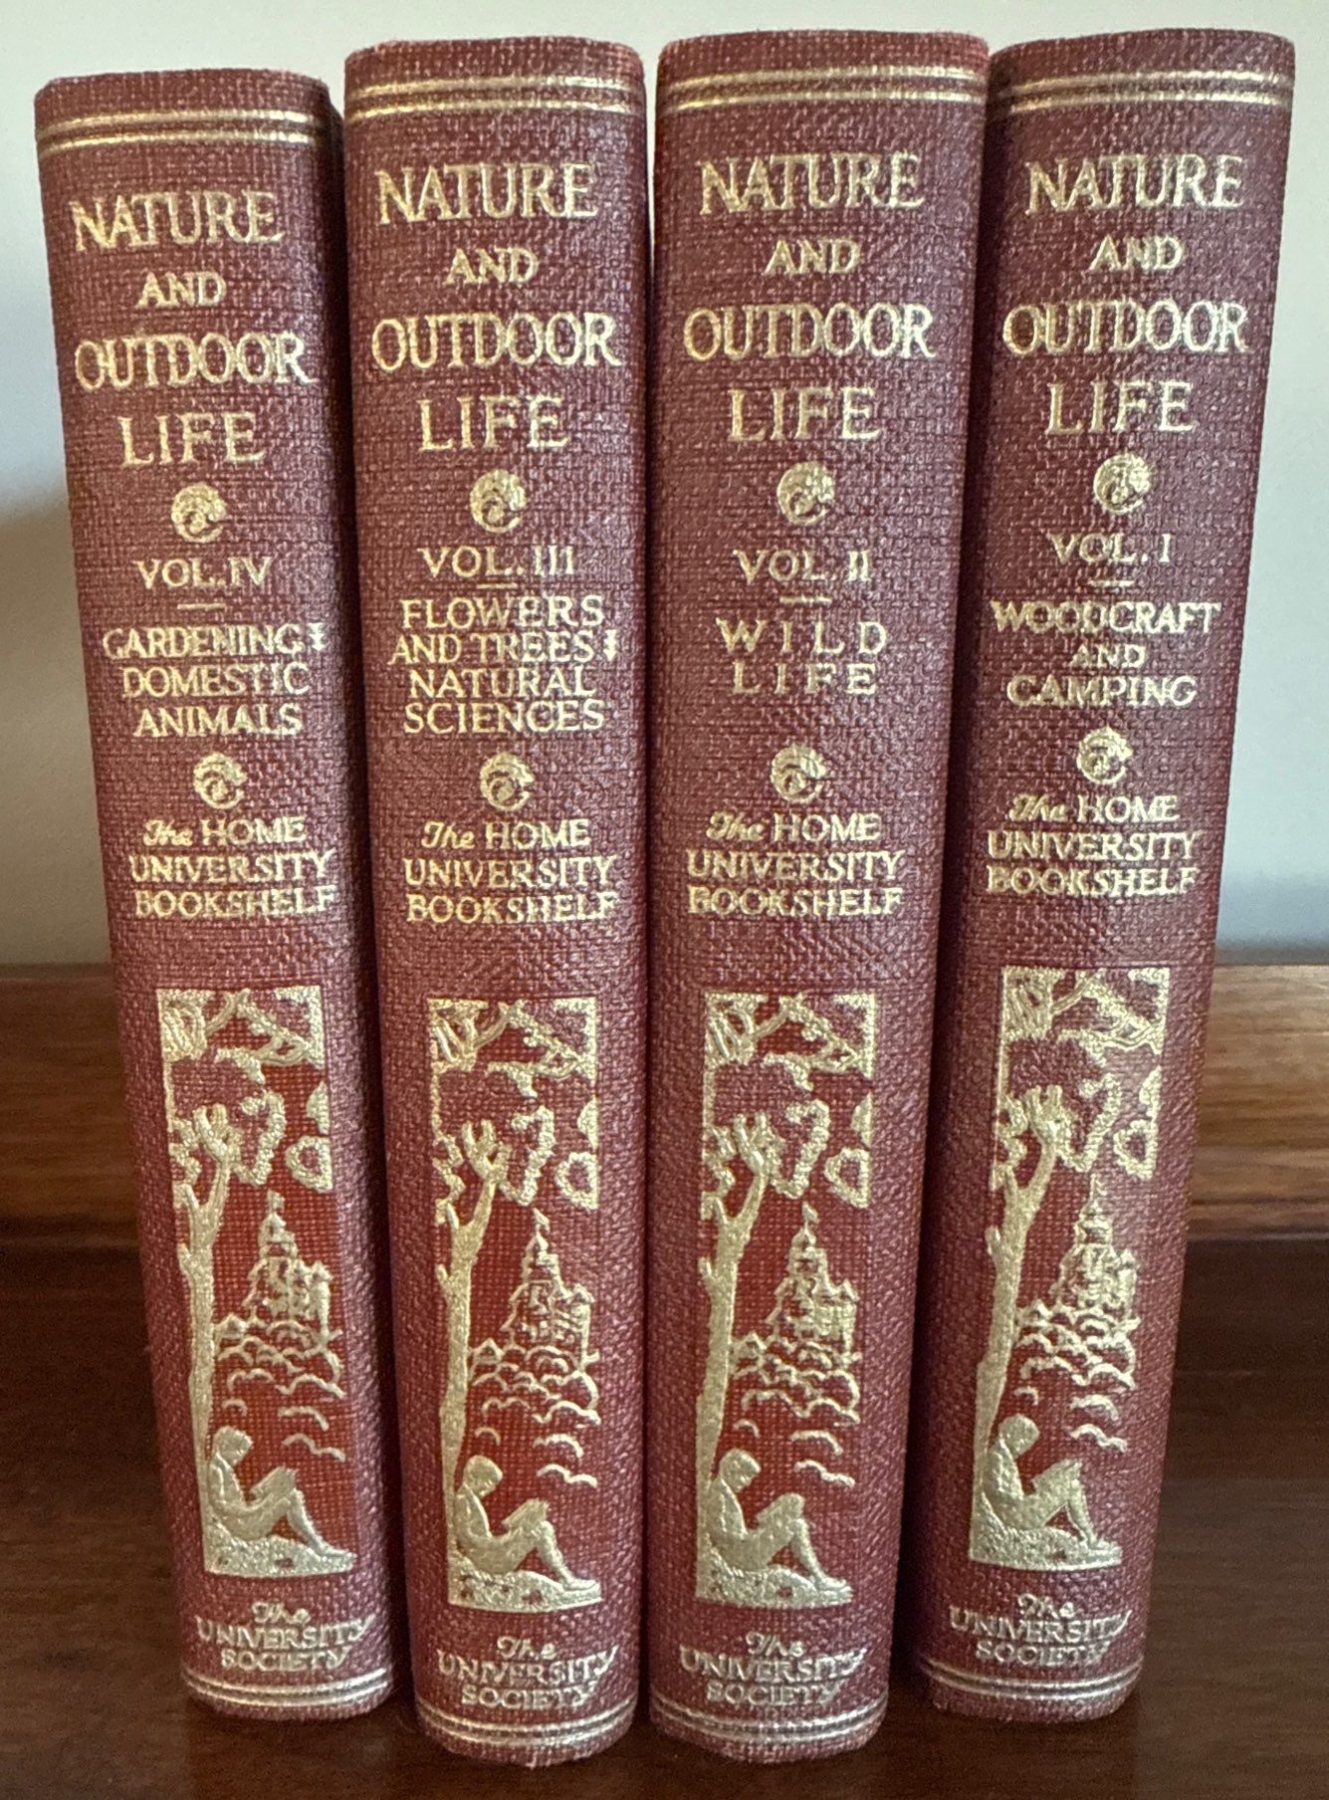 NATURE
AND
OUTDOOR
LIFE
VOL. IV
GARDENING
DOMESTIC
ANIMALS
The HOME
UNIVERSITY
BOOKSHELF
The
UNIVERSITY
SOCIETY
NATURE
AND
OUTDOOR
LIFE
VOL. III
FLOWERS
AND TREES
NATURAL
SCIENCES
The HOME
UNIVERSITY
BOOKSHELF
The
UNIVERSITY
SOCIETY
NATURE
AND
OUTDOOR
LIFE
VOL. II
WILD
LIFE
The HOME
UNIVERSITY
BOOKSHELF
The
UNIVERSITY
SOCIETY
NATURE
AND
OUTDOOR
LIFE
VOL. I
WOODCRAFT
AND
CAMPING
The HOME
UNIVERSITY
BOOKSHELF
The
UNIVERSITY
SOCIETY